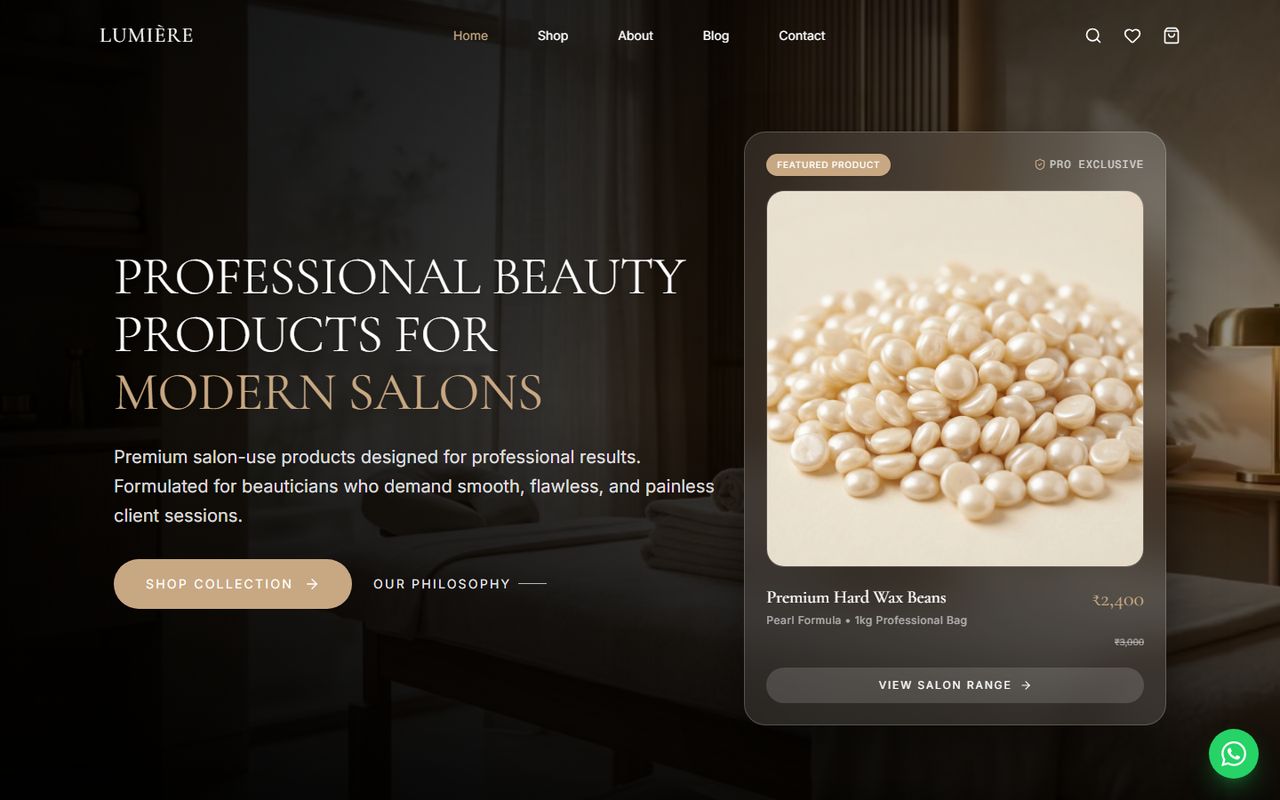 LUMIÈRE
Home
Shop
About
Blog
Contact
PROFESSIONAL BEAUTY
PRODUCTS FOR
MODERN SALONS
Premium salon-use products designed for professional results.
Formulated for beauticians who demand smooth, flawless, and painless
client sessions.
SHOP COLLECTION
OUR PHILOSOPHY
FEATURED PRODUCT
PRO EXCLUSIVE
Premium Hard Wax Beans
₹2,400
Pearl Formula • 1kg Professional Bag
₹3,000
VIEW SALON RANGE